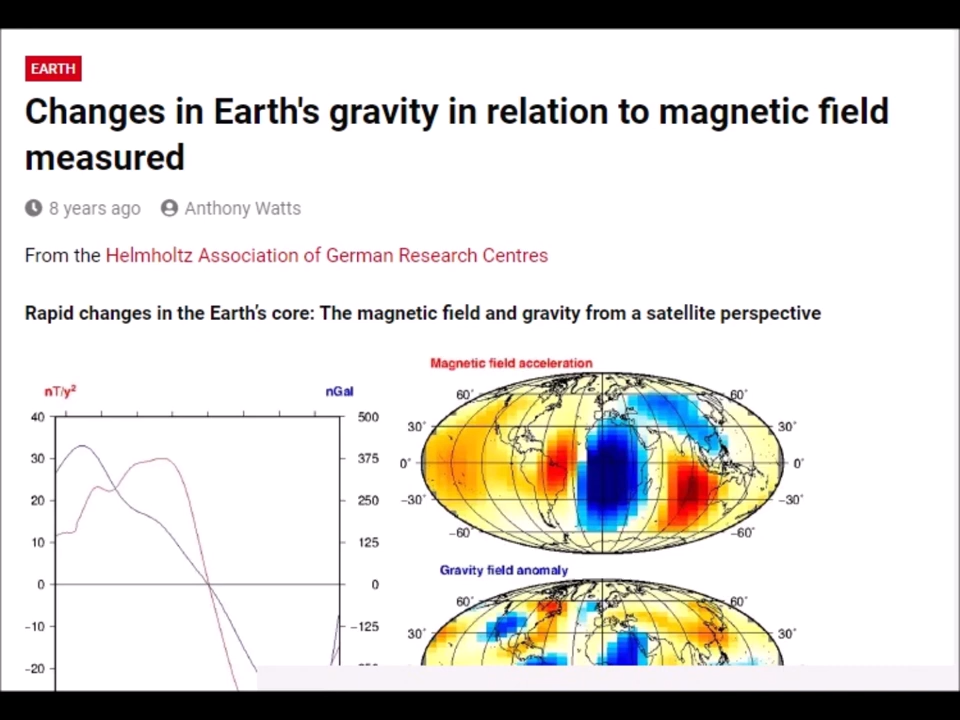 EARTH
Changes in Earth's gravity in relation to magnetic field
measured
8 years ago Anthony Watts
From the Helmholtz Association of German Research Centres
Rapid changes in the Earth's core: The magnetic field and gravity from a satellite perspective
Magnetic field acceleration
nT/y² nGal
60° 60°
40 500
30° 30°
30 375
0° 0°
20 250
-30° -30°
10 125
-60° -60°
Gravity field anomaly
0 0
60° 60°
-10 -125
30° 30°
-20